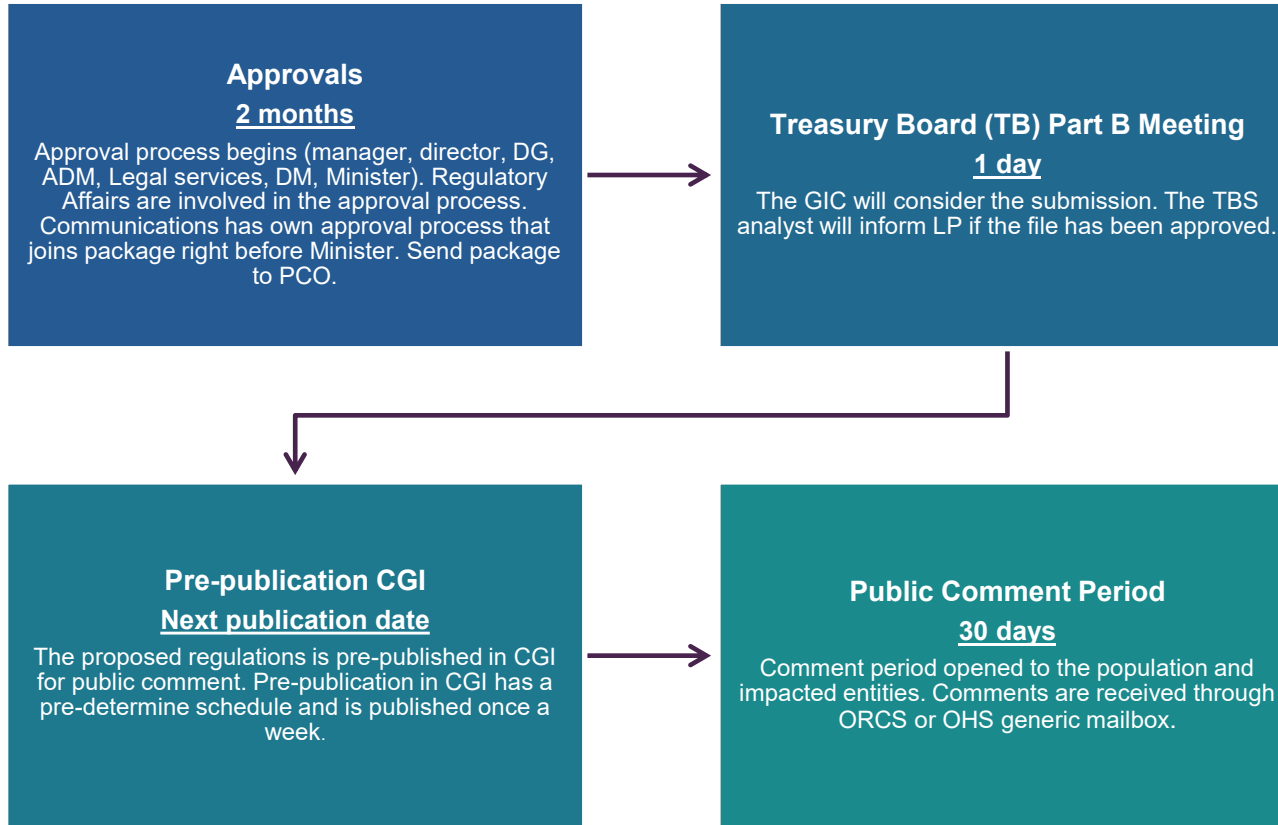 Approvals
2 months
Approval process begins (manager, director, DG,
ADM, Legal services, DM, Minister). Regulatory
Affairs are involved in the approval process.
Communications has own approval process that
joins package right before Minister. Send package
to PCO.
Treasury Board (TB) Part B Meeting
1 day
The GIC will consider the submission. The TBS
analyst will inform LP if the file has been approved.
Pre-publication CGI
Next publication date
The proposed regulations is pre-published in CGI
for public comment. Pre-publication in CGI has a
pre-determine schedule and is published once a
week.
Public Comment Period
30 days
Comment period opened to the population and
impacted entities. Comments are received through
ORCS or OHS generic mailbox.